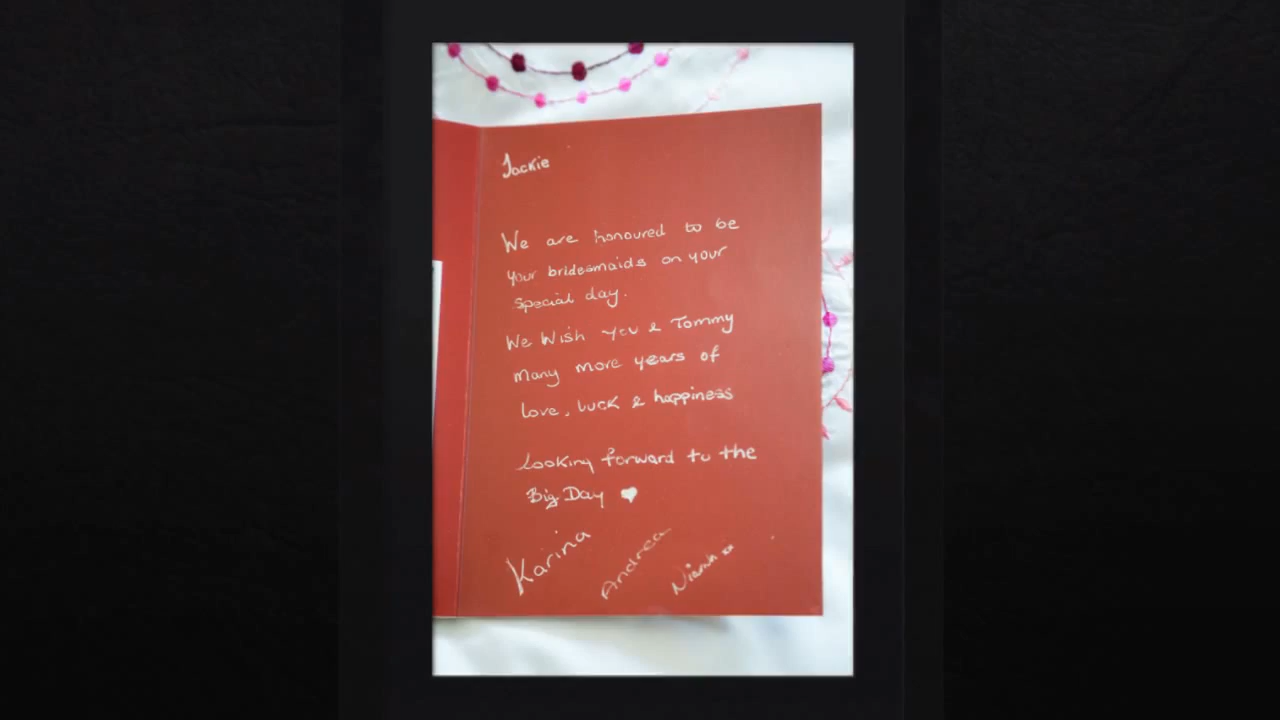 Jackie
We are honoured to be
your bridesmaids on your
special day.
We Wish you & Tommy
many more years of
love, luck & happiness
Looking forward to the
Big Day ♥
Karina
Andrea
Niamh x